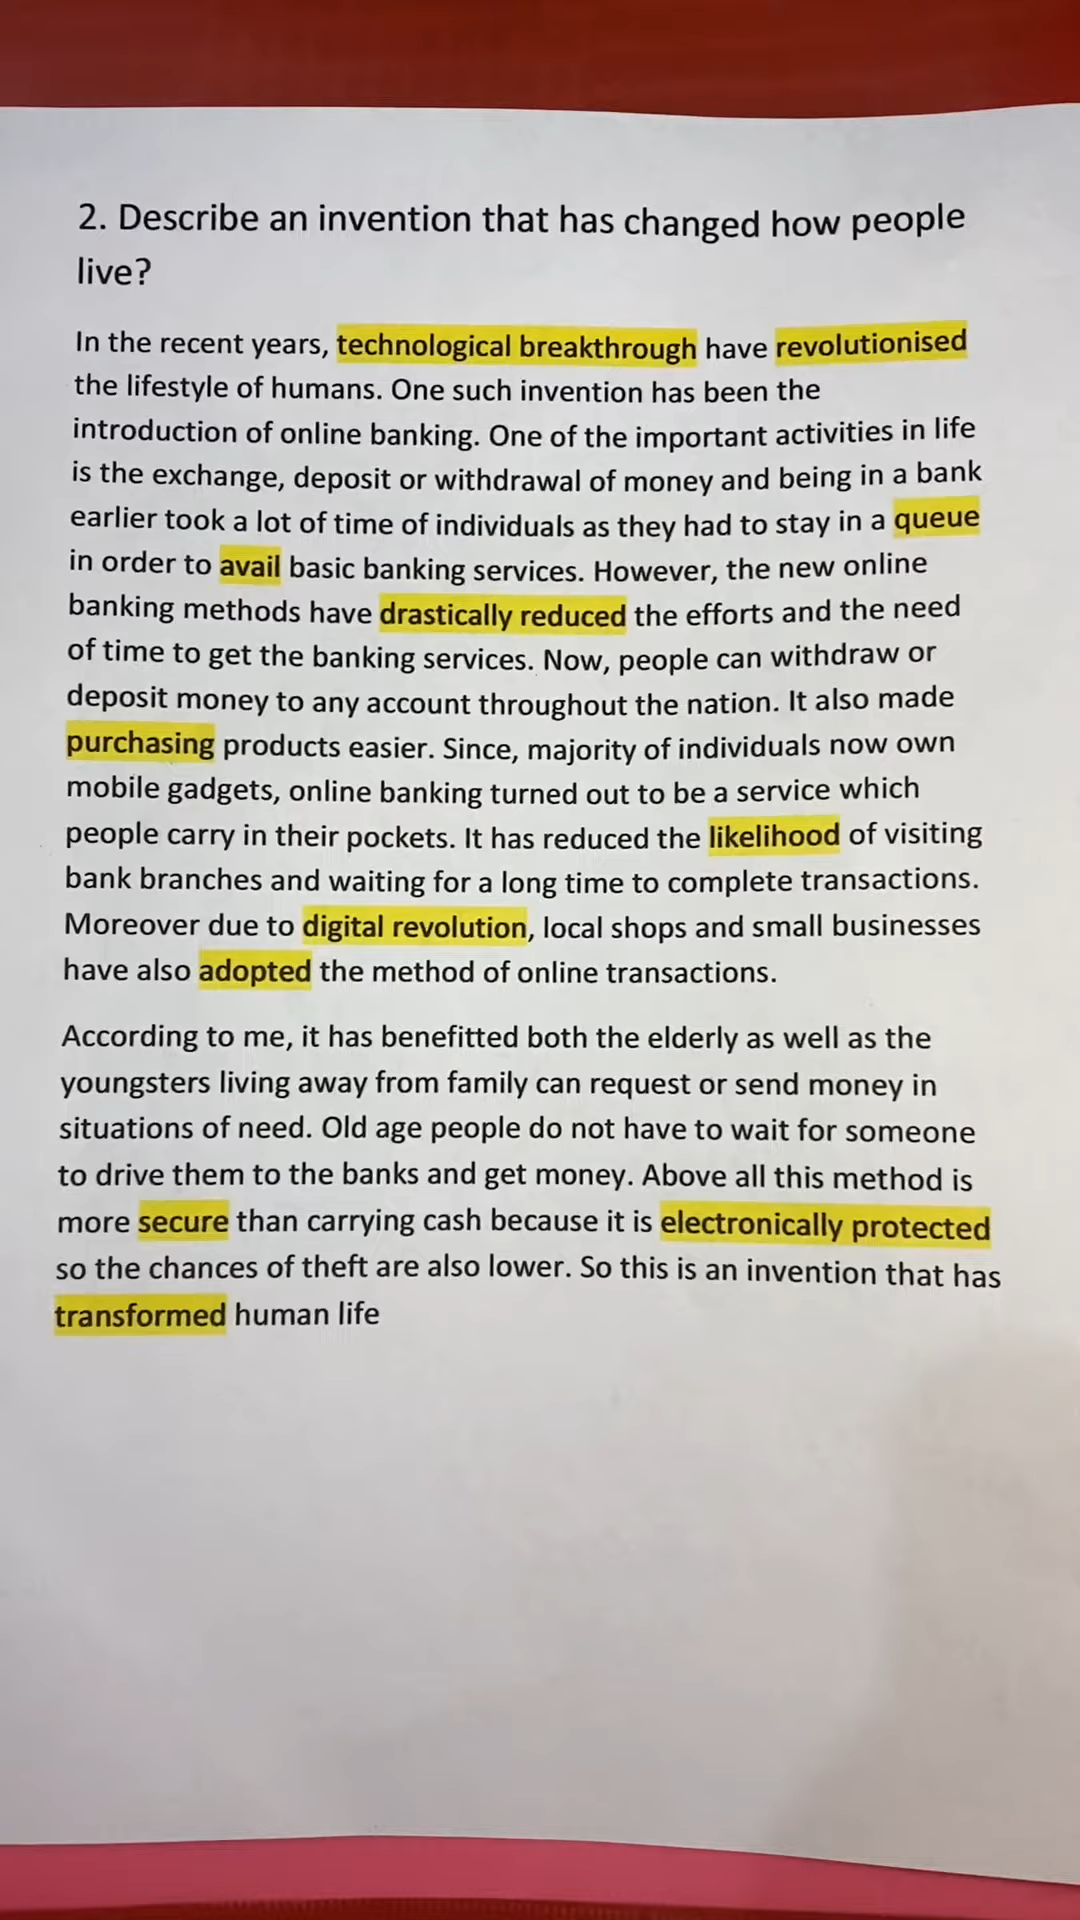 2. Describe an invention that has changed how people
live?
In the recent years, technological breakthrough have revolutionised
the lifestyle of humans. One such invention has been the
introduction of online banking. One of the important activities in life
is the exchange, deposit or withdrawal of money and being in a bank
earlier took a lot of time of individuals as they had to stay in a queue
in order to avail basic banking services. However, the new online
banking methods have drastically reduced the efforts and the need
of time to get the banking services. Now, people can withdraw or
deposit money to any account throughout the nation. It also made
purchasing products easier. Since, majority of individuals now own
mobile gadgets, online banking turned out to be a service which
people carry in their pockets. It has reduced the likelihood of visiting
bank branches and waiting for a long time to complete transactions.
Moreover due to digital revolution, local shops and small businesses
have also adopted the method of online transactions.
According to me, it has benefitted both the elderly as well as the
youngsters living away from family can request or send money in
situations of need. Old age people do not have to wait for someone
to drive them to the banks and get money. Above all this method is
more secure than carrying cash because it is electronically protected
so the chances of theft are also lower. So this is an invention that has
transformed human life